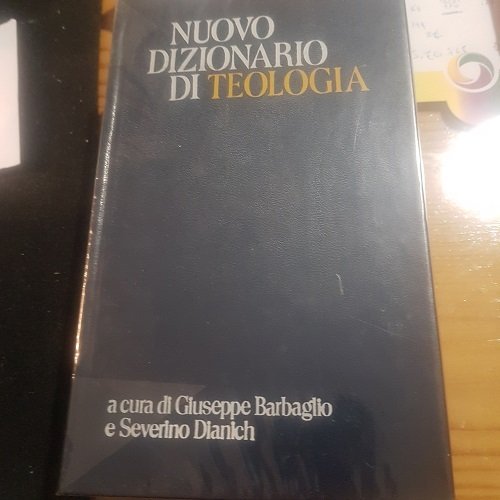 NUOVO
DIZIONARIO
DI TEOLOGIA
a cura di Giuseppe Barbaglio
e Severino Dianich